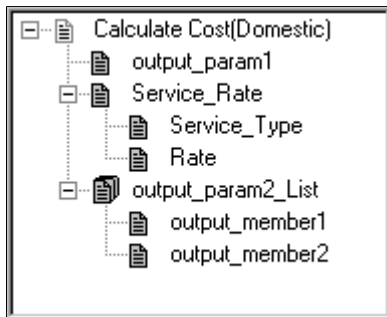 Calculate Cost(Domestic)
output_param1
Service_Rate
Service_Type
Rate
output_param2_List
output_member1
output_member2